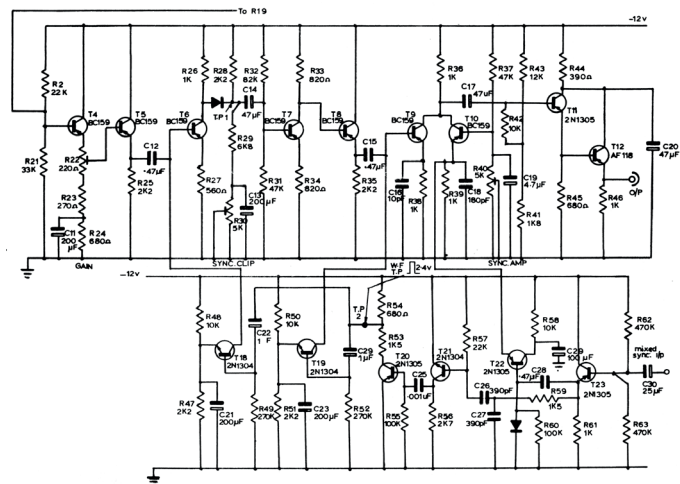 To R19
-12v
R2
22K
R26
1K
R28
2K2
R32
82K
R33
820Ω
R36
1K
R37
47K
R43
12K
R44
390Ω
C14
·47µF
C17
47uF
T4
BC159
T5
BC159
T6
BC159
T.P.1
T7
BC159
T8
BC159
T9
BC159
T10
BC159
R42
10K
T11
2N1305
T12
AF118
C20
47µF
R21
33K
R22
220Ω
C12
·47µF
R29
6K8
C15
·47µF
R25
2K2
R27
560Ω
R31
47K
R34
820Ω
R35
2K2
C16
10pF
R38
1K
R39
1K
C18
180pF
R40
5K
C19
4·7µF
R41
1K8
R45
680Ω
R46
1K
O/P
R23
270Ω
R24
680Ω
C11
200
µF
C13
200µF
R30
5K
GAIN
SYNC. CLIP
W·F
T.P.
2·4v
SYNC. AMP
-12v
R48
10K
C22
1 F
R50
10K
T.P.
2
R54
680Ω
R53
1K5
R58
10K
R62
470K
T18
2N1304
T19
2N1304
C29
1µF
T20
2N1305
T21
2N1304
R57
22K
T22
2N1305
C29
100µF
mixed
sync. I/P
C25
·001uF
C26
390pF
C28
·47µF
R59
1K5
T23
2N1305
C30
25µF
R47
2K2
C21
200µF
R49
270K
R51
2K2
C23
200µF
R52
270K
R55
100K
R56
2K7
C27
390pF
R60
100K
R61
1K
R63
470K